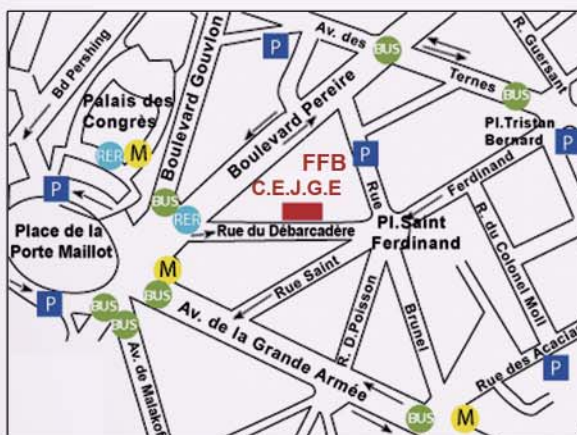 Bd Pershing
Palais des
Congrès
RER
M
P
Boulevard Gouvion
P
Av. des
BUS
Ternes
BUS
R. Guersant
Pl.Tristan
Bernard
P
Boulevard Pereire
FFB
C.E.J.G.E
P
Rue
Ferdinand
Pl.Saint
Ferdinand
R. du Colonel Moll
BUS
RER
Rue du Débarcadère
Place de la
Porte Maillot
P
M
BUS
BUS
BUS
Rue Saint
Av. de la Grande Armée
Av. de Malakof
R. D.Poisson
Brunel
Rue des Acacia
P
BUS
M